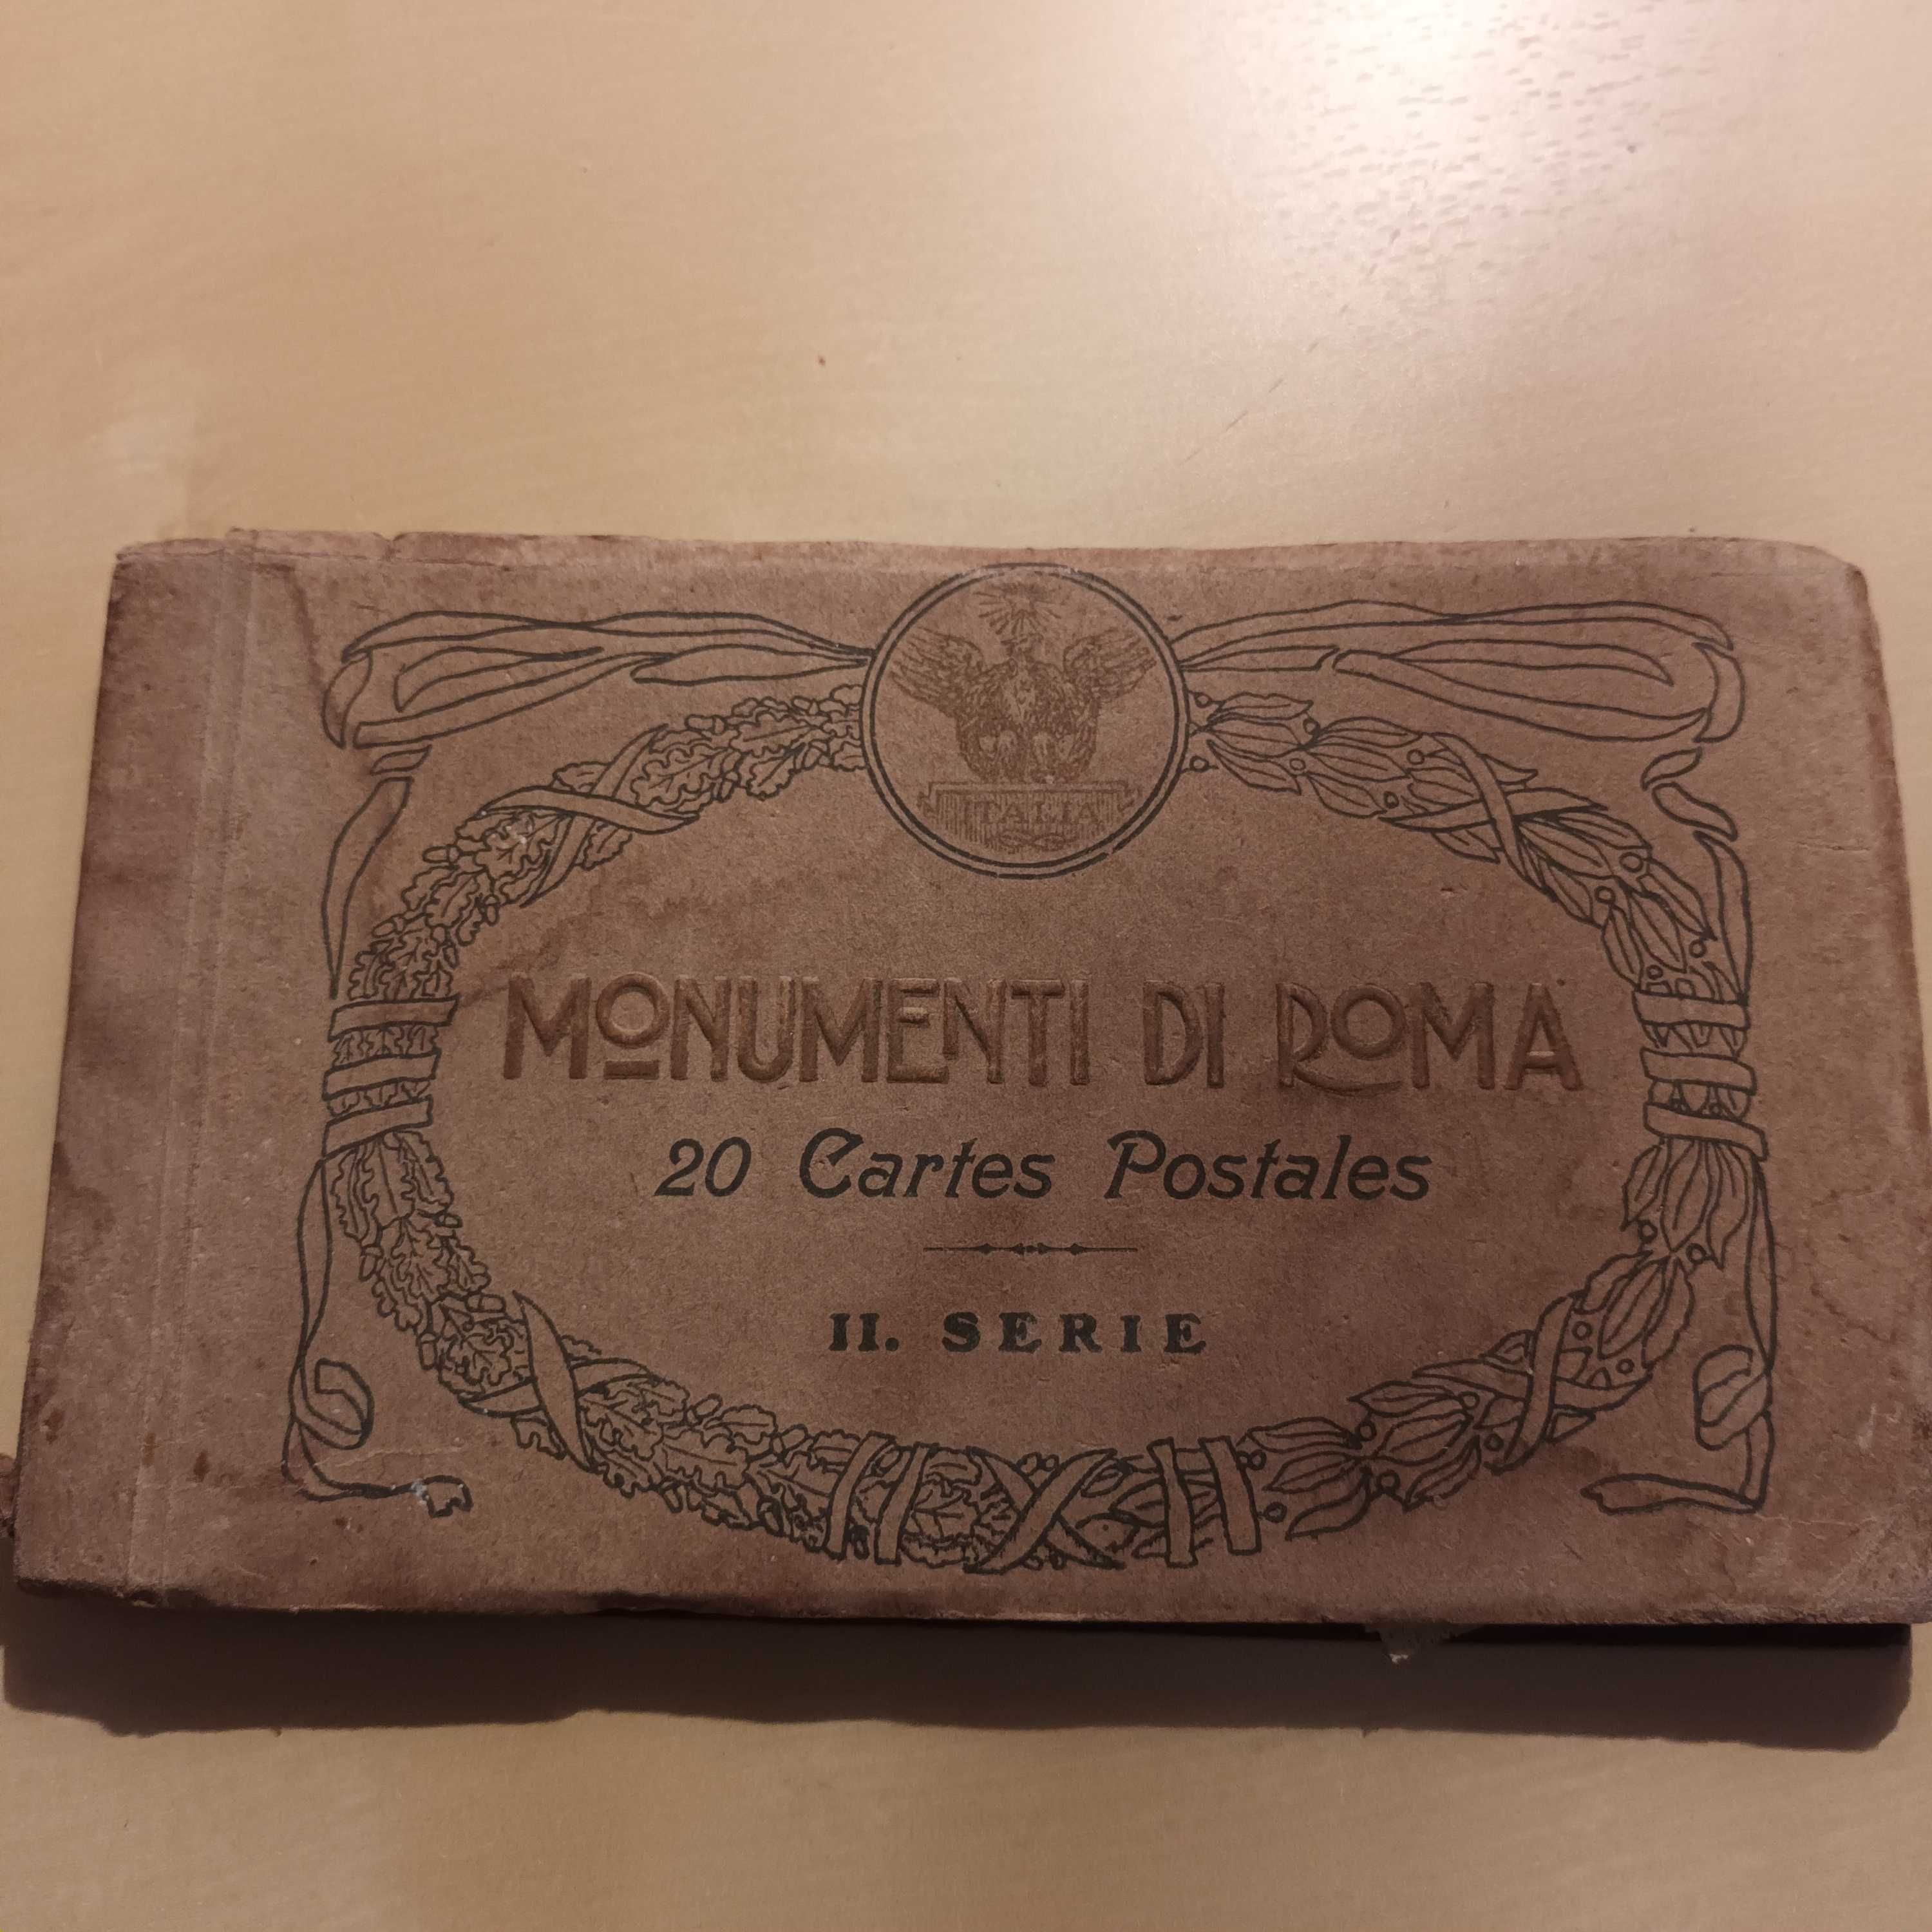 ITALIA
MONUMENTI DI ROMA
20 Cartes Postales
II. SERIE